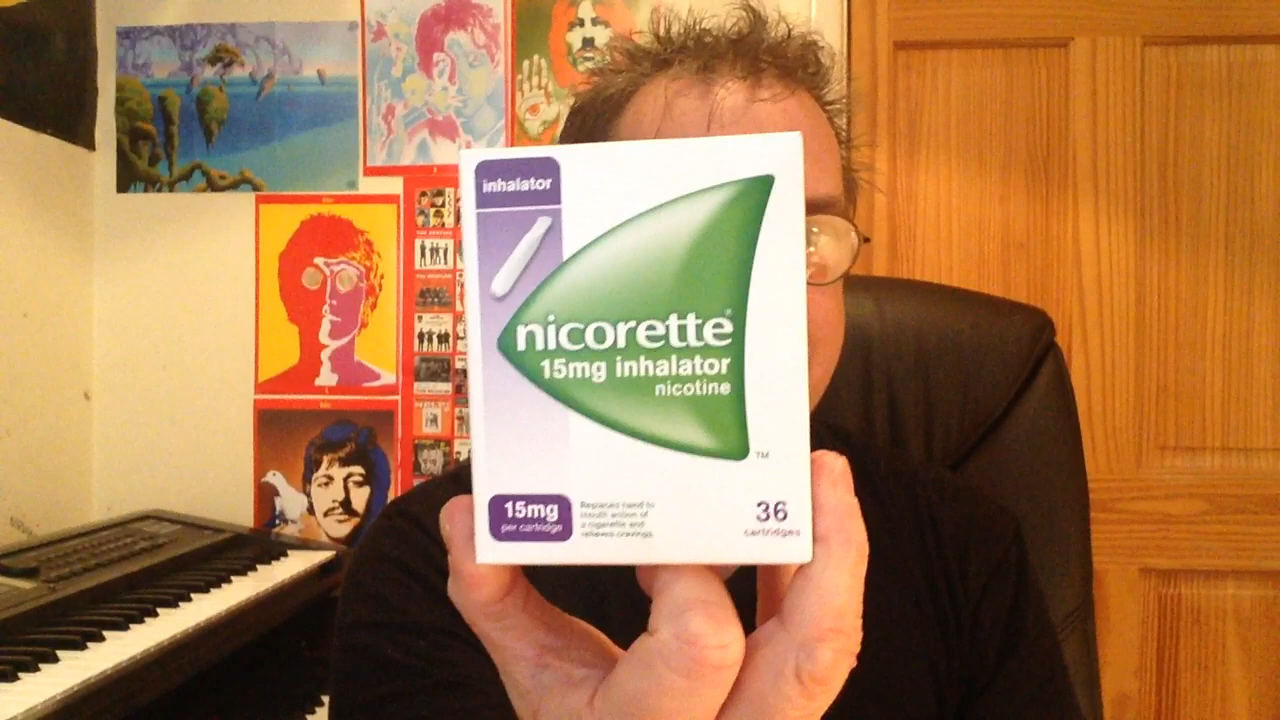 inhalator
nicorette®
15mg inhalator
nicotine
TM
15mg
per cartridge
Replaces hand to
mouth action of
a cigarette and
relieves cravings
36
cartridges